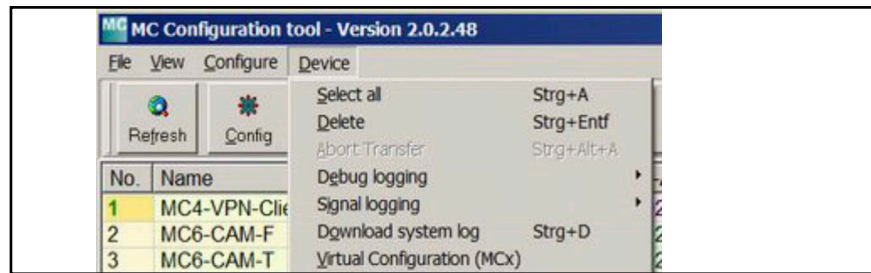 MC MC Configuration tool - Version 2.0.2.48
File View Configure Device
Refresh Config
Select all Strg+A
Delete Strg+Entf
Abort Transfer Strg+Alt+A
Debug logging
Signal logging
Download system log Strg+D
Virtual Configuration (MCx)
No. Name
1 MC4-VPN-Clie
2 MC6-CAM-F
3 MC6-CAM-T